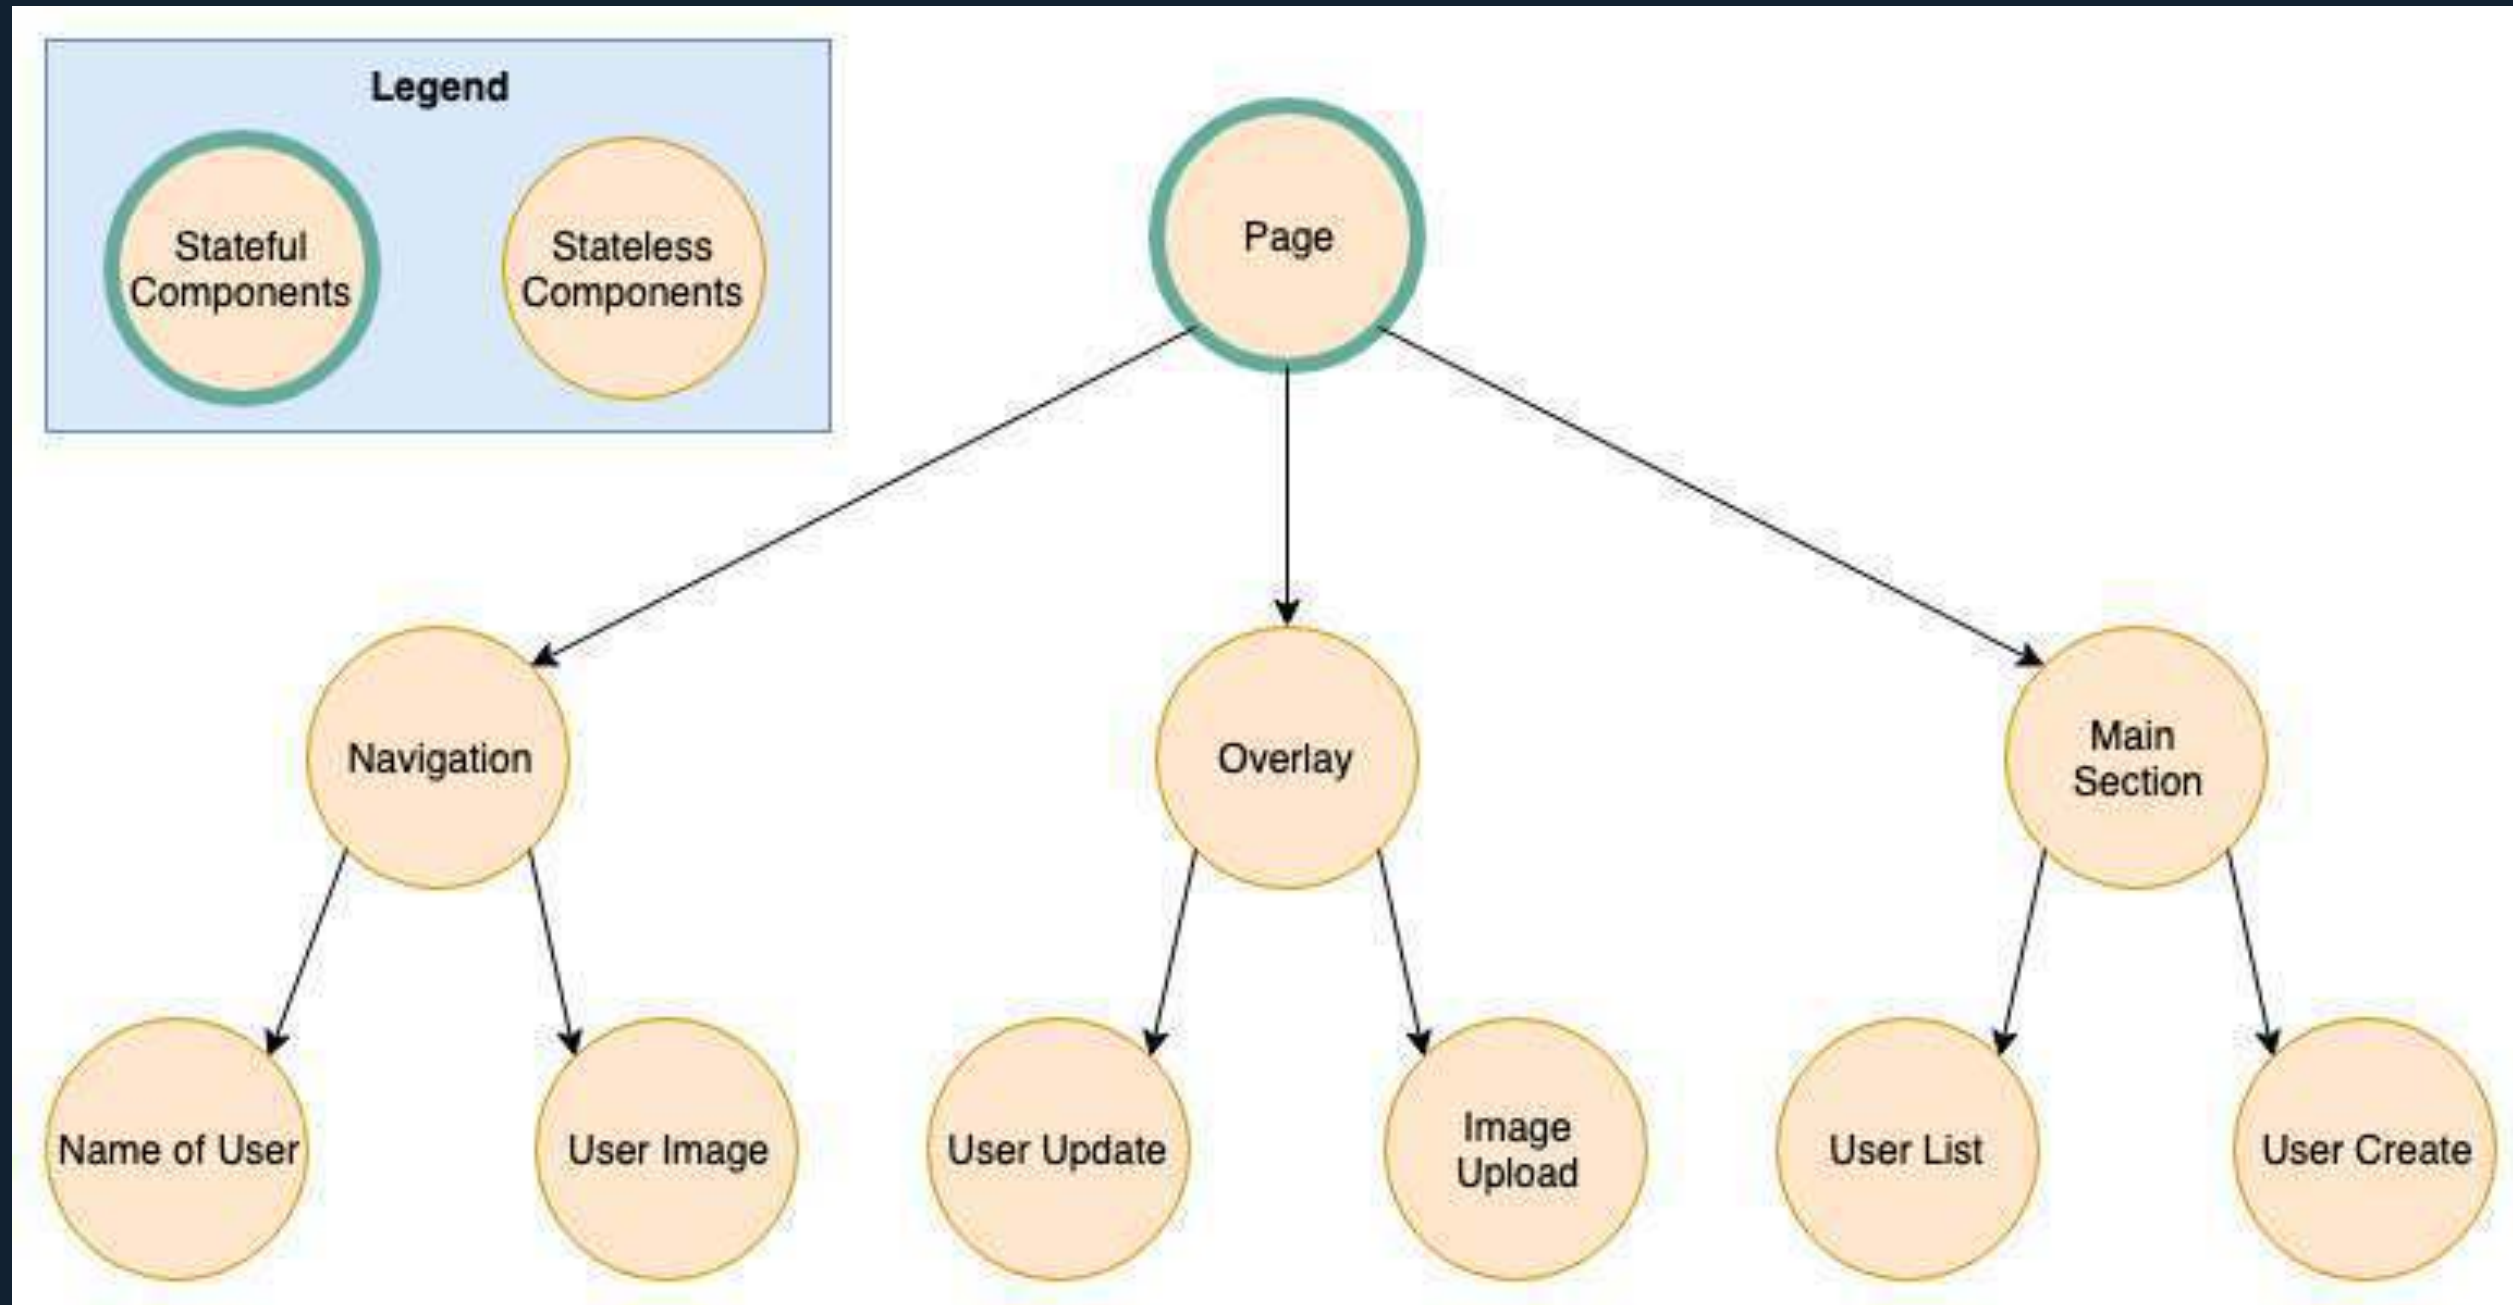 Legend
Stateful
Components
Stateless
Components
Page
Navigation
Overlay
Main
Section
Name of User
User Image
User Update
Image
Upload
User List
User Create